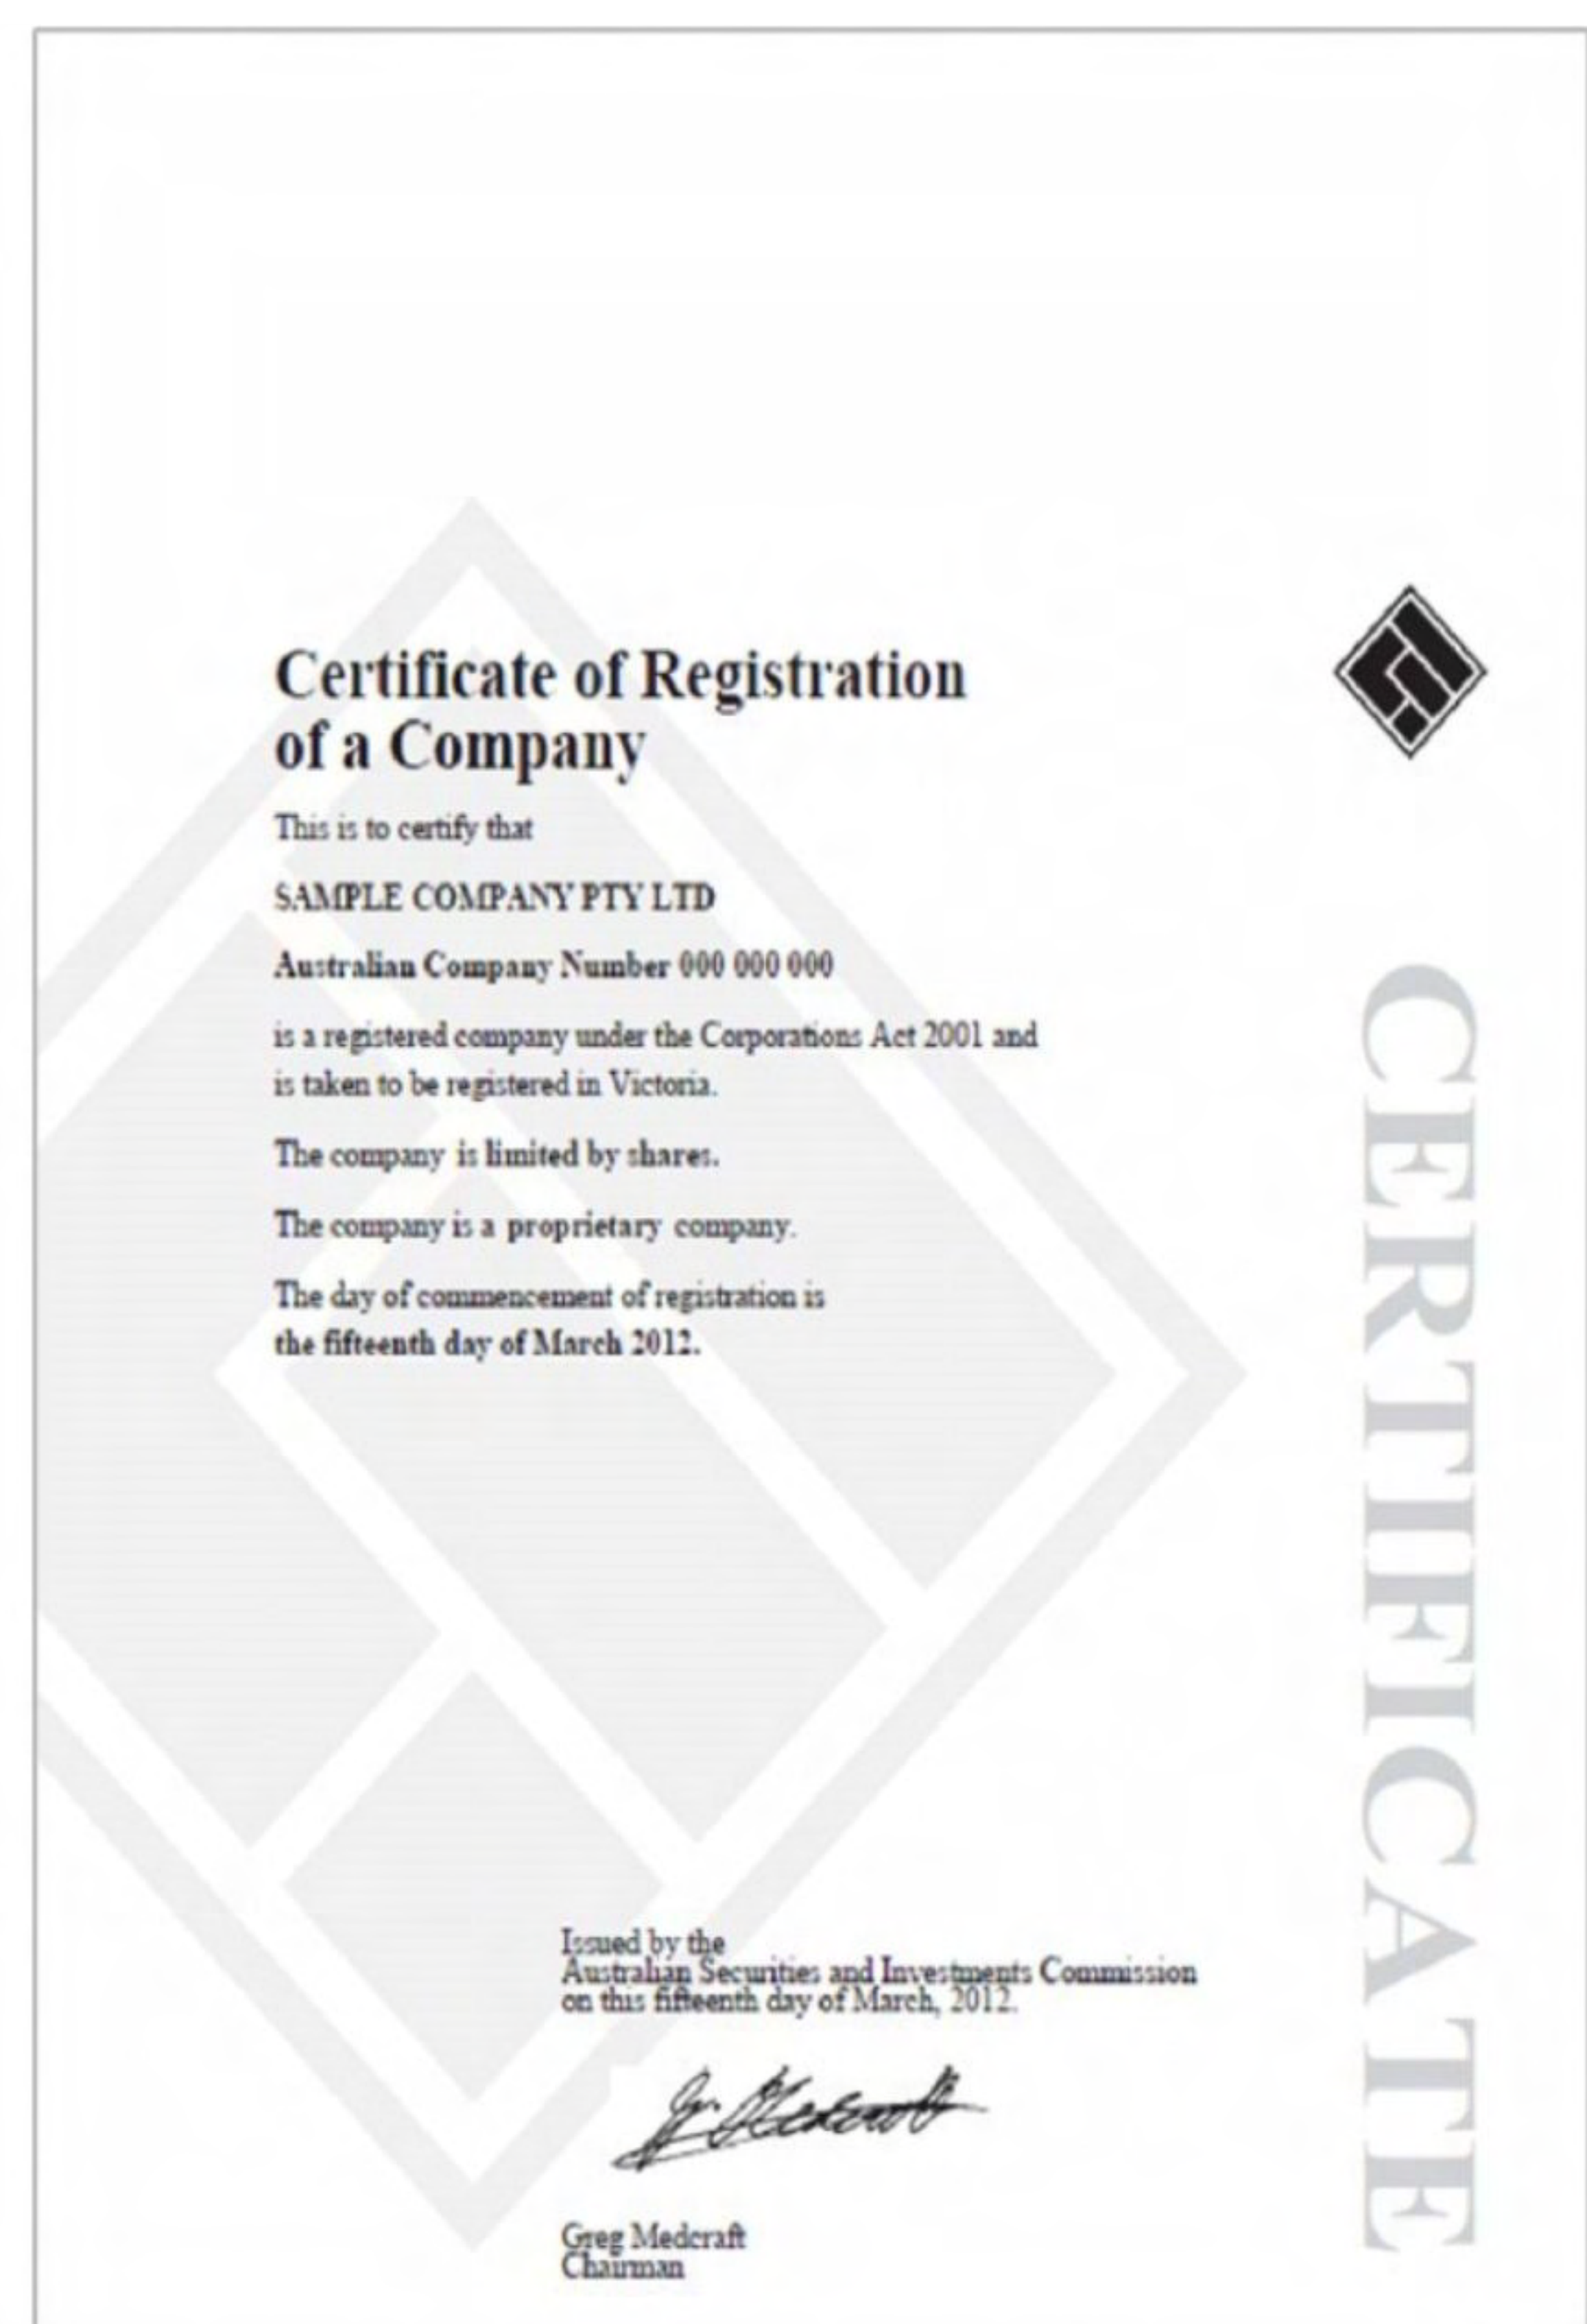 Certificate of Registration
of a Company
This is to certify that
SAMPLE COMPANY PTY LTD
Australian Company Number 000 000 000
is a registered company under the Corporations Act 2001 and
is taken to be registered in Victoria.
The company is limited by shares.
The company is a proprietary company.
The day of commencement of registration is
the fifteenth day of March 2012.
CERTIFICATE
Issued by the
Australian Securities and Investments Commission
on this fifteenth day of March, 2012.
G. Medcraft
Greg Medcraft
Chairman